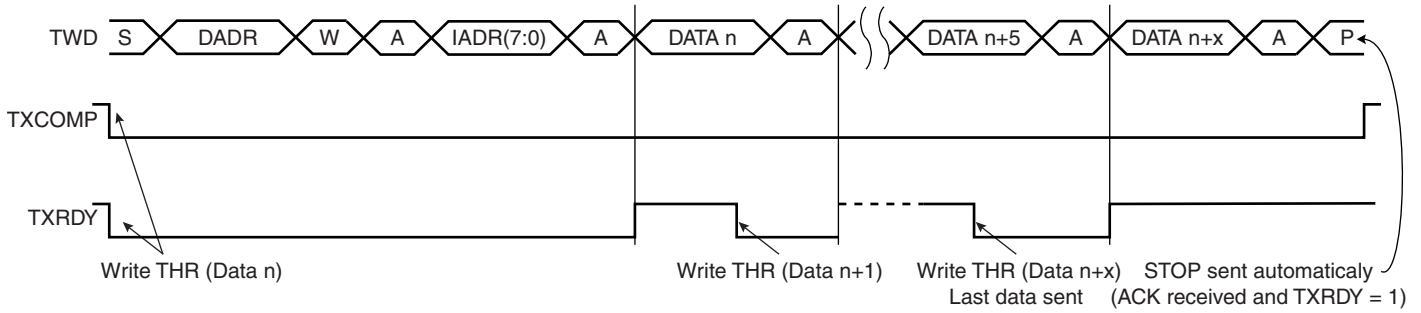 TWD S DADR W A IADR(7:0) A DATA n A DATA n+5 A DATA n+x A P
TXCOMP
TXRDY
Write THR (Data n) Write THR (Data n+1) Write THR (Data n+x) STOP sent automaticaly
Last data sent (ACK received and TXRDY = 1)